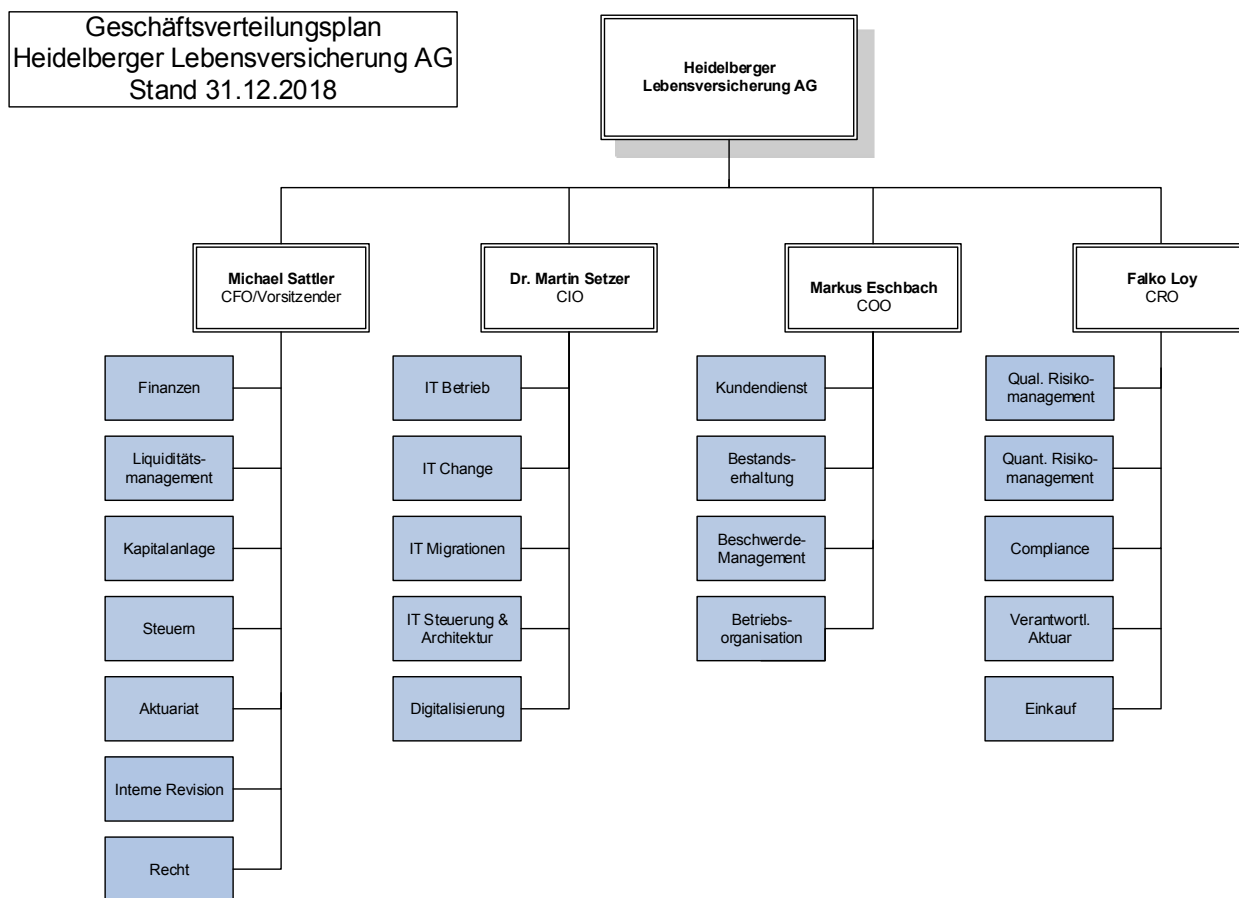 Geschäftsverteilungsplan
Heidelberger Lebensversicherung AG
Stand 31.12.2018
Heidelberger
Lebensversicherung AG
Michael Sattler
CFO/Vorsitzender
Dr. Martin Setzer
CIO
Markus Eschbach
COO
Falko Loy
CRO
Finanzen
Liquiditäts-
management
Kapitalanlage
Steuern
Aktuariat
Interne Revision
Recht
IT Betrieb
IT Change
IT Migrationen
IT Steuerung &
Architektur
Digitalisierung
Kundendienst
Bestands-
erhaltung
Beschwerde-
Management
Betriebs-
organisation
Qual. Risiko-
management
Quant. Risiko-
management
Compliance
Verantwortl.
Aktuar
Einkauf